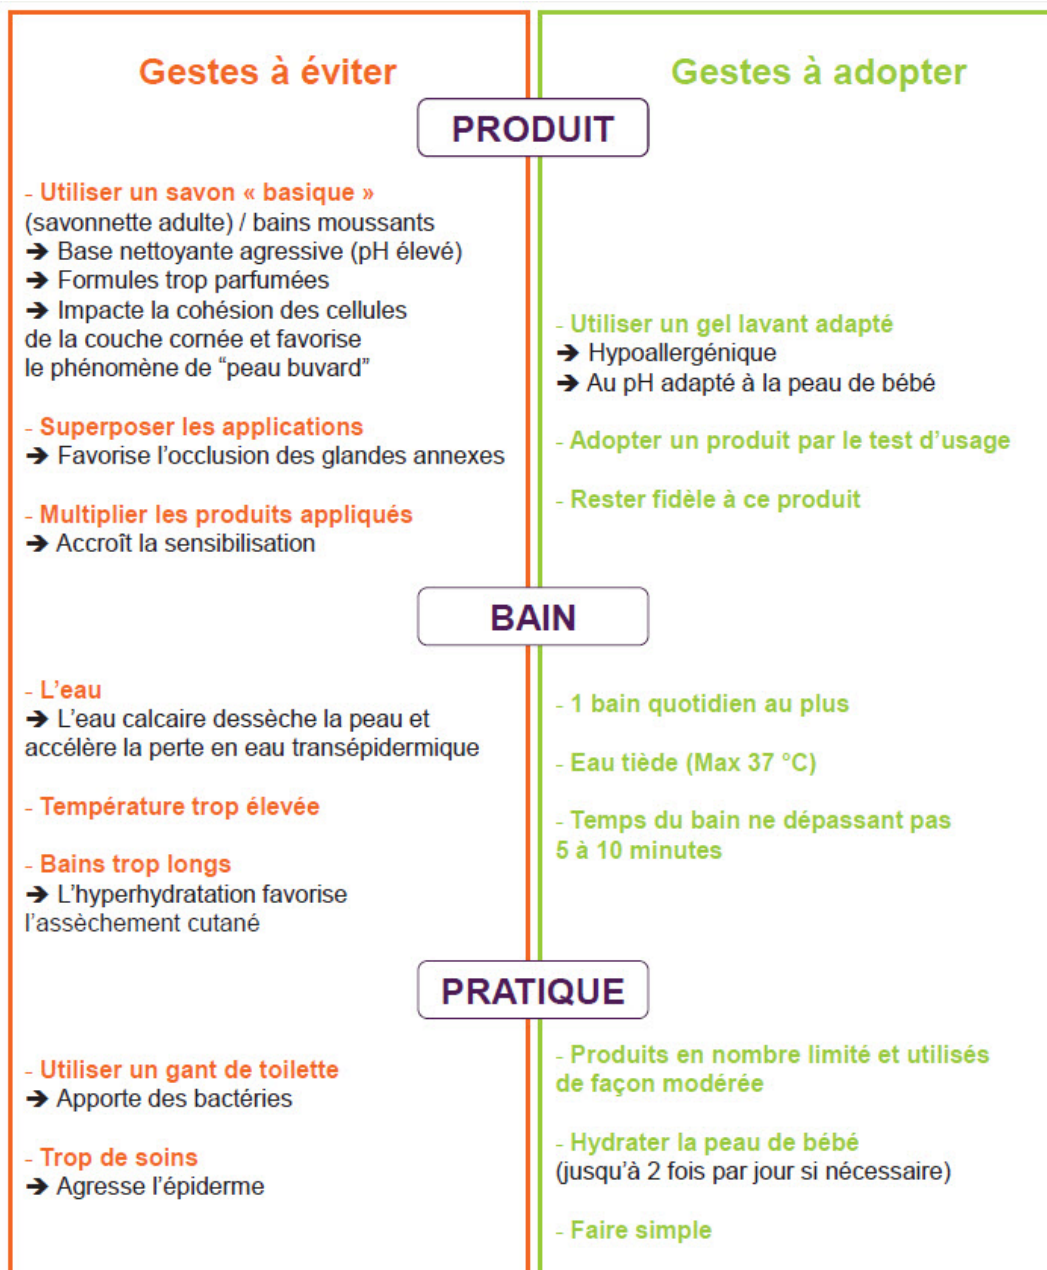 Gestes à éviter
Gestes à adopter
PRODUIT
- Utiliser un savon « basique »
(savonnette adulte) / bains moussants
➔ Base nettoyante agressive (pH élevé)
➔ Formules trop parfumées
➔ Impacte la cohésion des cellules
de la couche cornée et favorise
le phénomène de “peau buvard”
- Superposer les applications
➔ Favorise l’occlusion des glandes annexes
- Multiplier les produits appliqués
➔ Accroît la sensibilisation
- Utiliser un gel lavant adapté
➔ Hypoallergénique
➔ Au pH adapté à la peau de bébé
- Adopter un produit par le test d’usage
- Rester fidèle à ce produit
BAIN
- L’eau
➔ L’eau calcaire dessèche la peau et
accélère la perte en eau transépidermique
- Température trop élevée
- Bains trop longs
➔ L’hyperhydratation favorise
l’assèchement cutané
- 1 bain quotidien au plus
- Eau tiède (Max 37 °C)
- Temps du bain ne dépassant pas
5 à 10 minutes
PRATIQUE
- Utiliser un gant de toilette
➔ Apporte des bactéries
- Trop de soins
➔ Agresse l’épiderme
- Produits en nombre limité et utilisés
de façon modérée
- Hydrater la peau de bébé
(jusqu’à 2 fois par jour si nécessaire)
- Faire simple